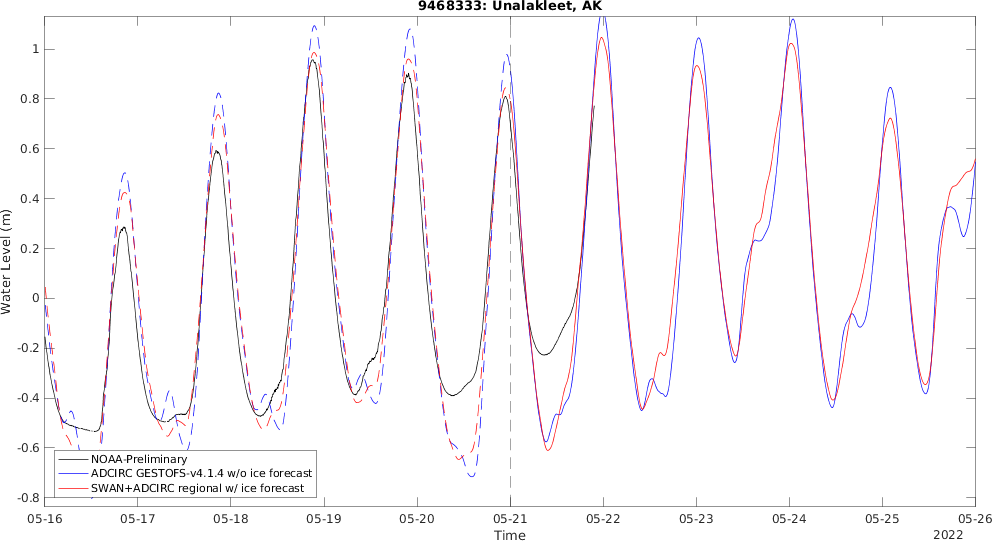 9468333: Unalakleet, AK
Water Level (m)
1
0.8
0.6
0.4
0.2
0
-0.2
-0.4
-0.6
-0.8
NOAA-Preliminary
ADCIRC GESTOFS-v4.1.4 w/o ice forecast
SWAN+ADCIRC regional w/ ice forecast
05-16 05-17 05-18 05-19 05-20 05-21 05-22 05-23 05-24 05-25 05-26
Time
2022